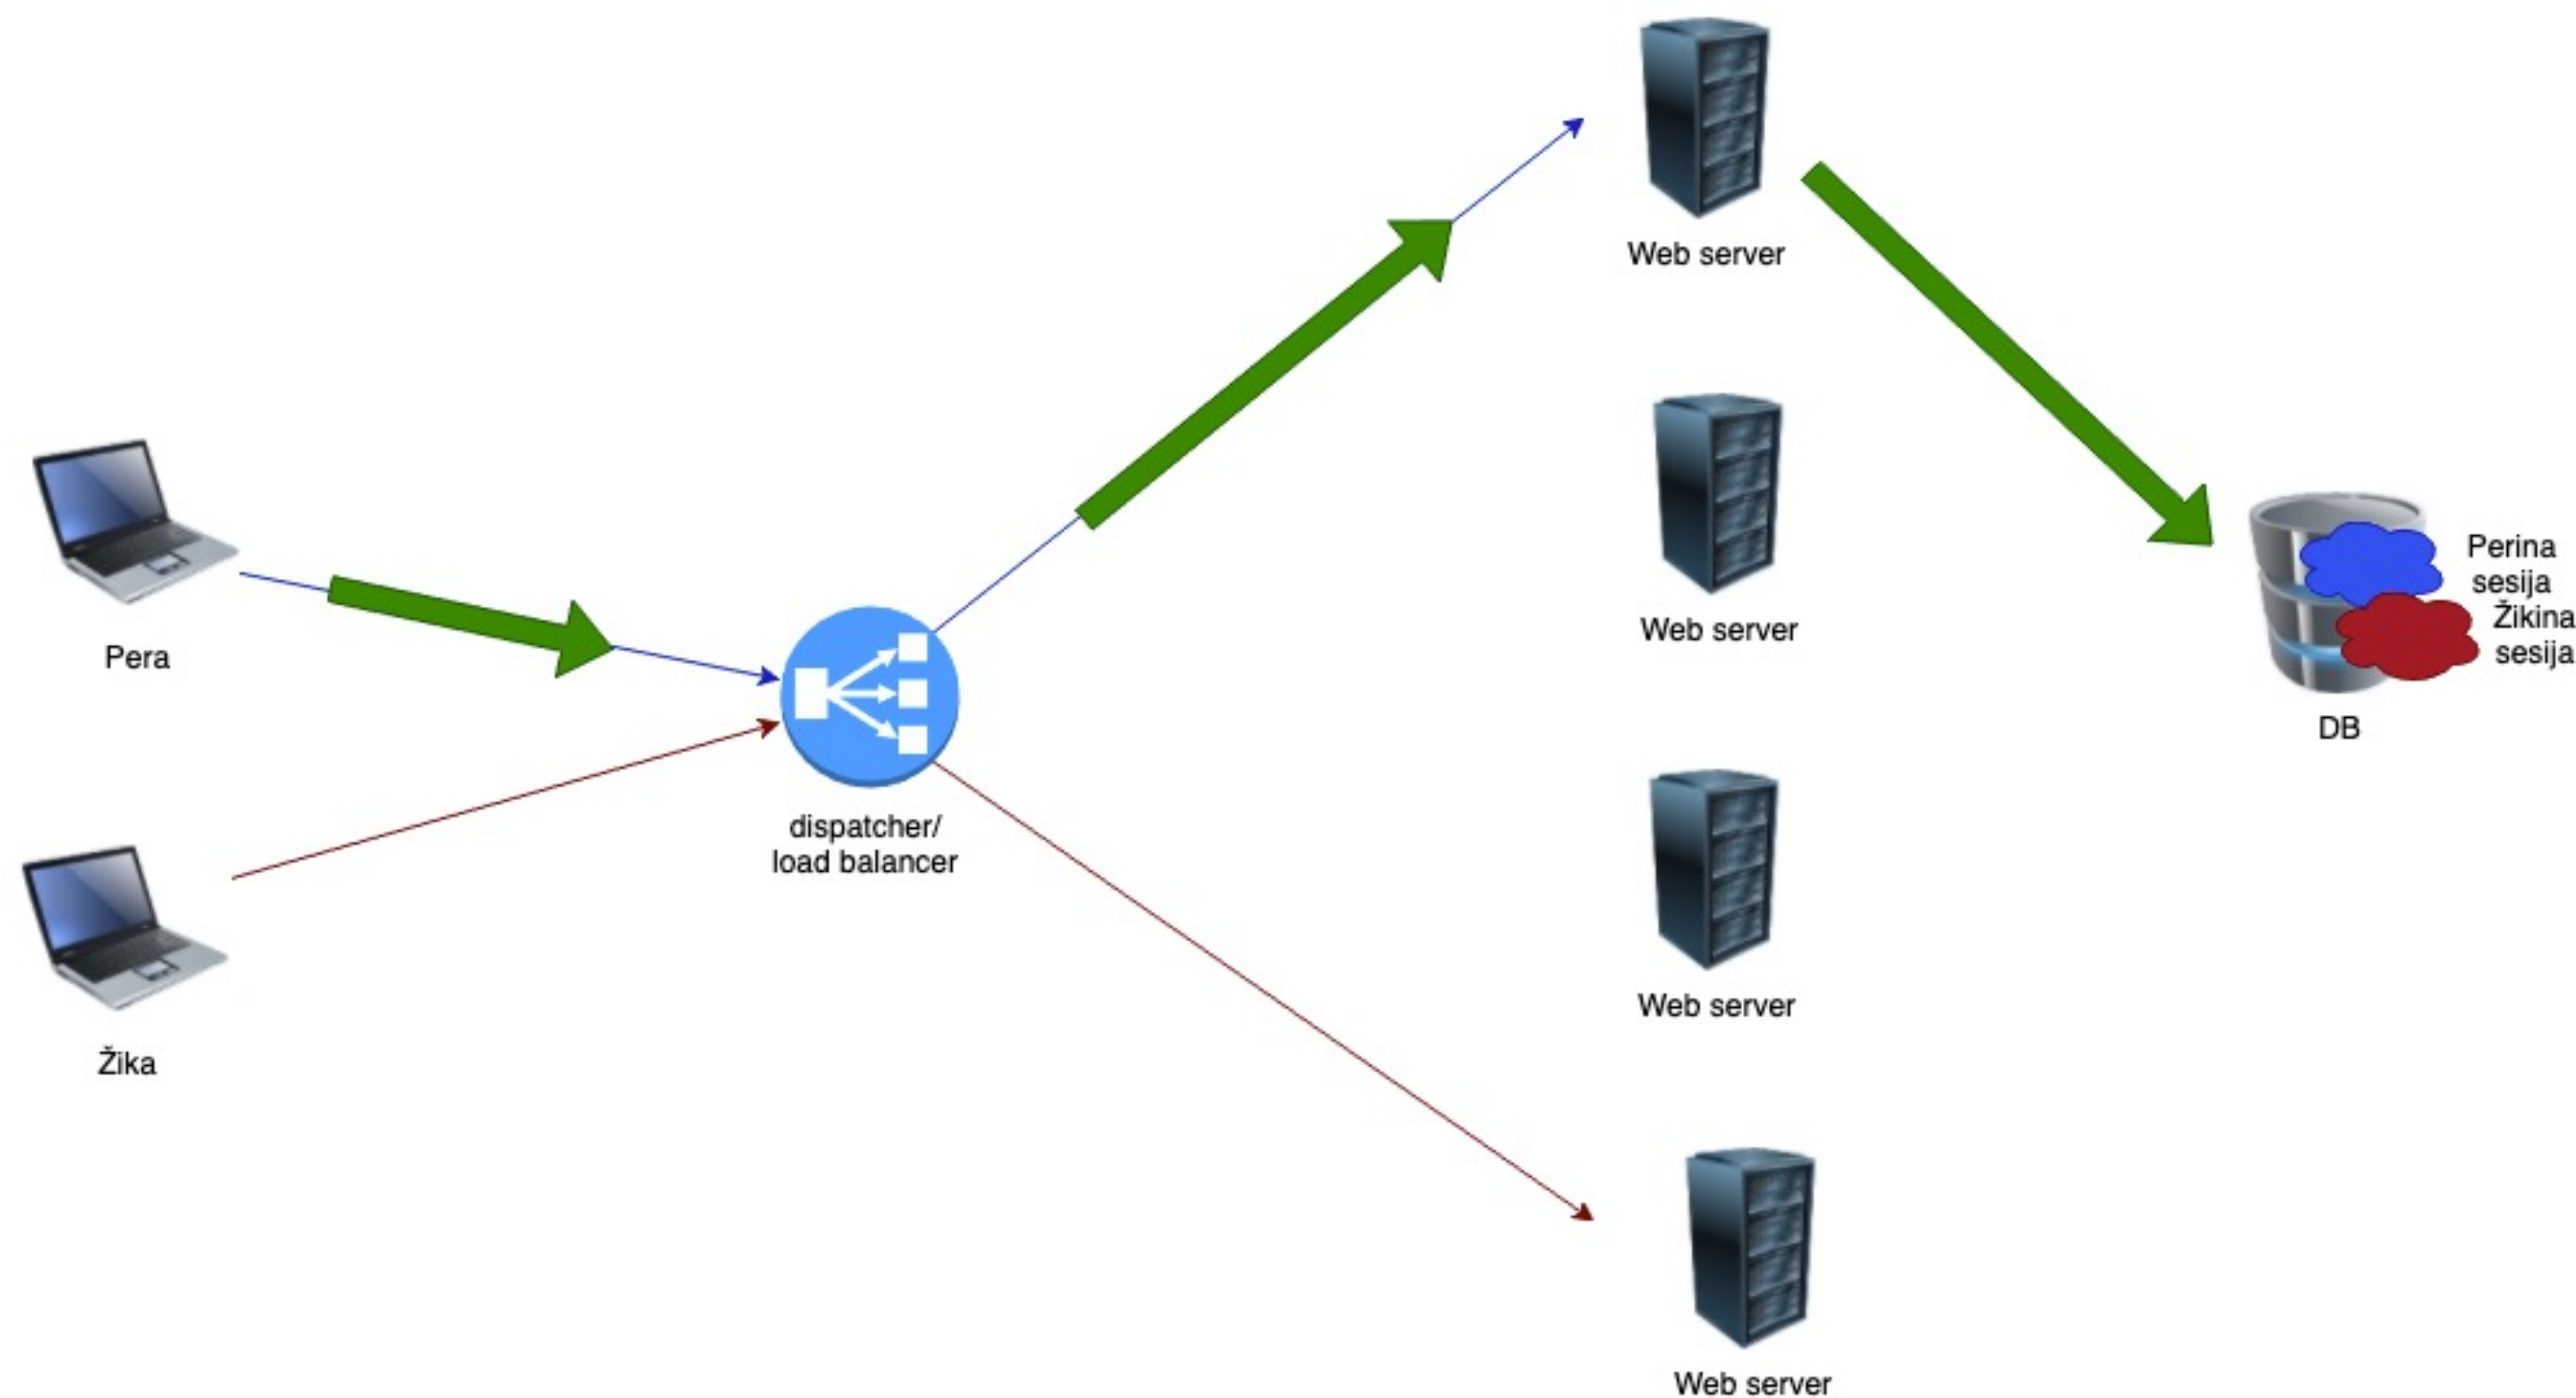 Web server
Web server
Perina
sesija
Žikina
sesija
Pera
DB
dispatcher/
load balancer
Web server
Žika
Web server